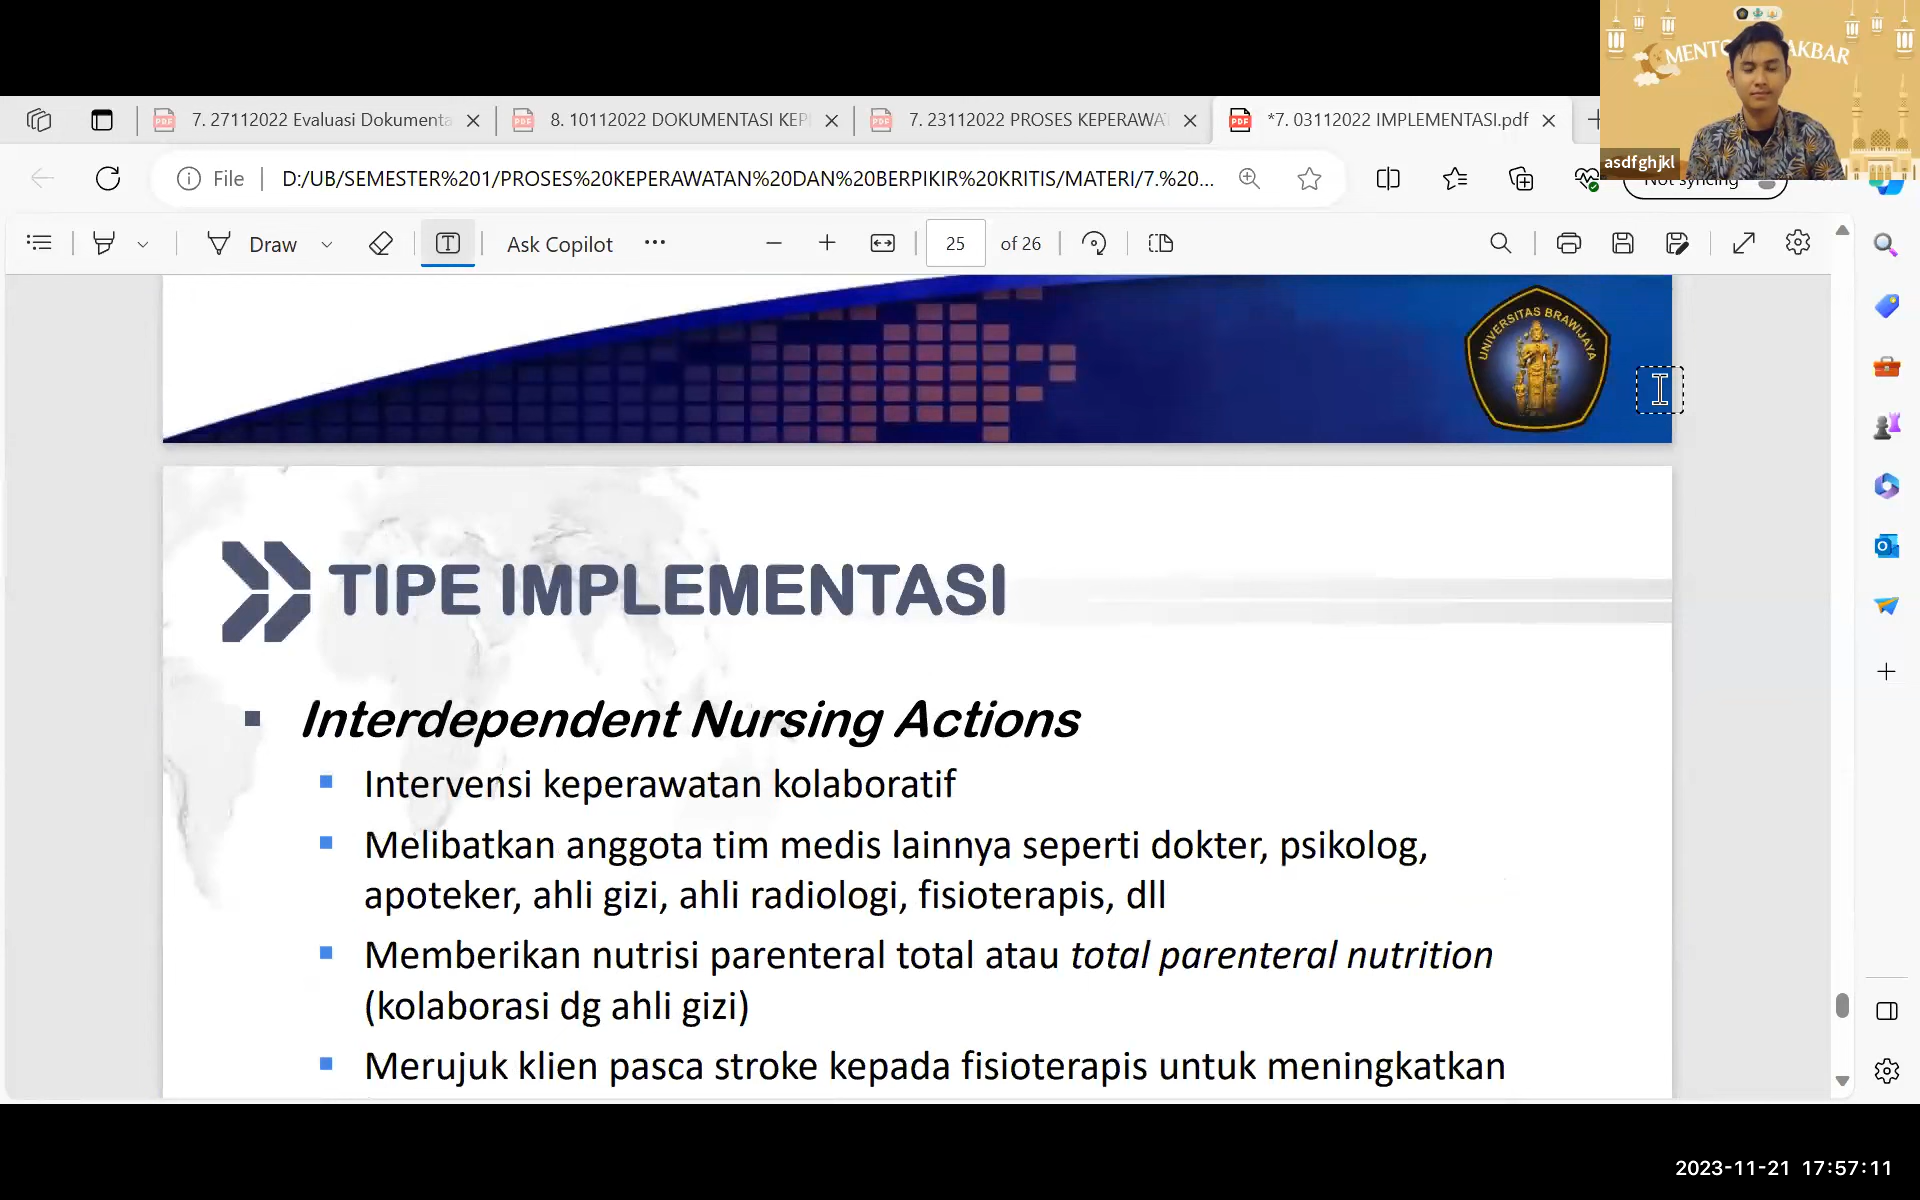 MENTO AKBAR
asdfghjkl
7. 27112022 Evaluasi Dokumenta
8. 10112022 DOKUMENTASI KEP
7. 23112022 PROSES KEPERAWA
*7. 03112022 IMPLEMENTASI.pdf
File
D:/UB/SEMESTER%201/PROSES%20KEPERAWATAN%20DAN%20BERPIKIR%20KRITIS/MATERI/7.%20...
Not syncing
Draw
Ask Copilot
25
of 26
UNIVERSITAS BRAWIJAYA
TIPE IMPLEMENTASI
Interdependent Nursing Actions
Intervensi keperawatan kolaboratif
Melibatkan anggota tim medis lainnya seperti dokter, psikolog,
apoteker, ahli gizi, ahli radiologi, fisioterapis, dll
Memberikan nutrisi parenteral total atau total parenteral nutrition
(kolaborasi dg ahli gizi)
Merujuk klien pasca stroke kepada fisioterapis untuk meningkatkan
2023-11-21 17:57:11